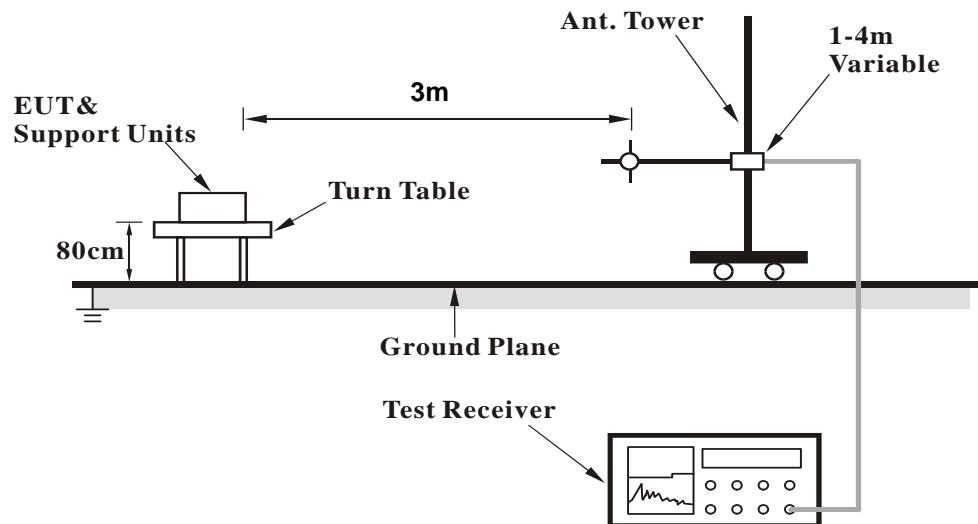 Ant. Tower
1-4m
Variable
3m
EUT&
Support Units
Turn Table
80cm
Ground Plane
Test Receiver